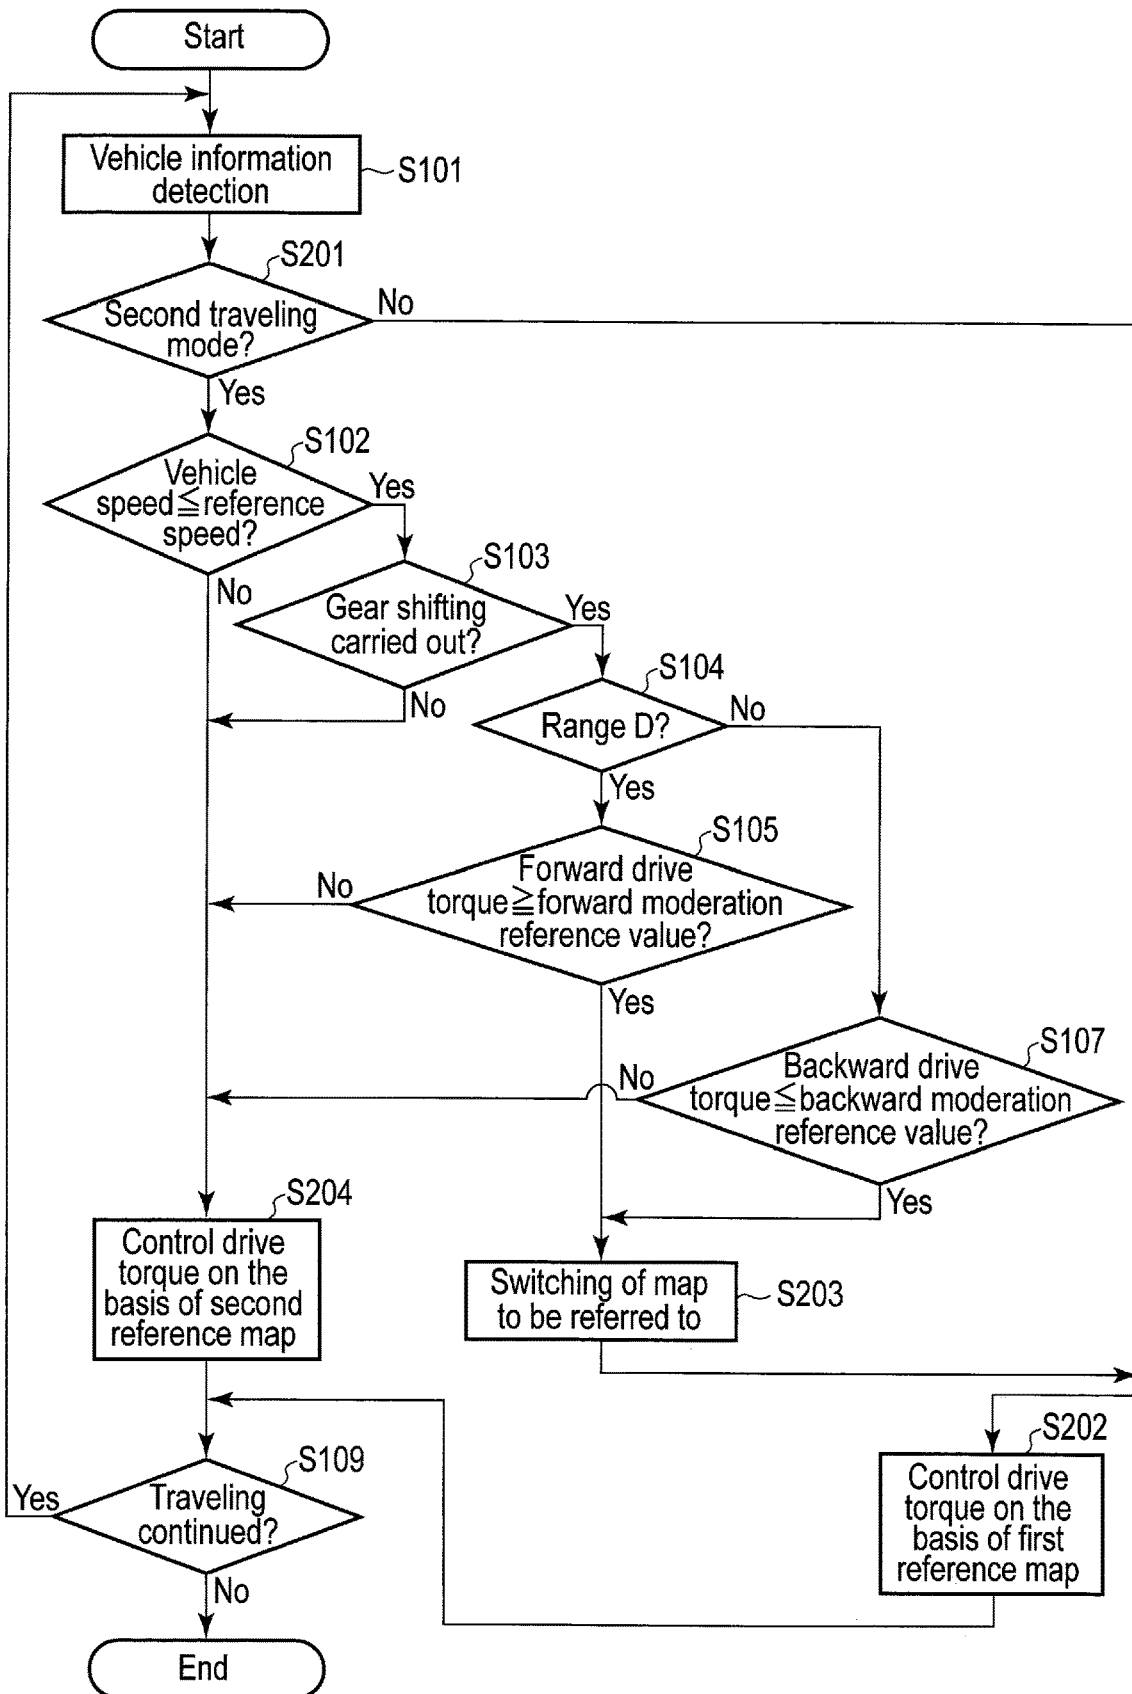 Start
Vehicle information
detection
S101
S201
Second traveling
mode?
No
Yes
S102
Vehicle
speed≦reference
speed?
Yes
No
S103
Gear shifting
carried out?
Yes
No
S104
Range D?
No
Yes
S105
Forward drive
torque≧forward moderation
reference value?
No
Yes
S107
Backward drive
torque≦backward moderation
reference value?
No
Yes
S204
Control drive
torque on the
basis of second
reference map
Switching of map
to be referred to
S203
S202
Control drive
torque on the
basis of first
reference map
S109
Traveling
continued?
Yes
No
End